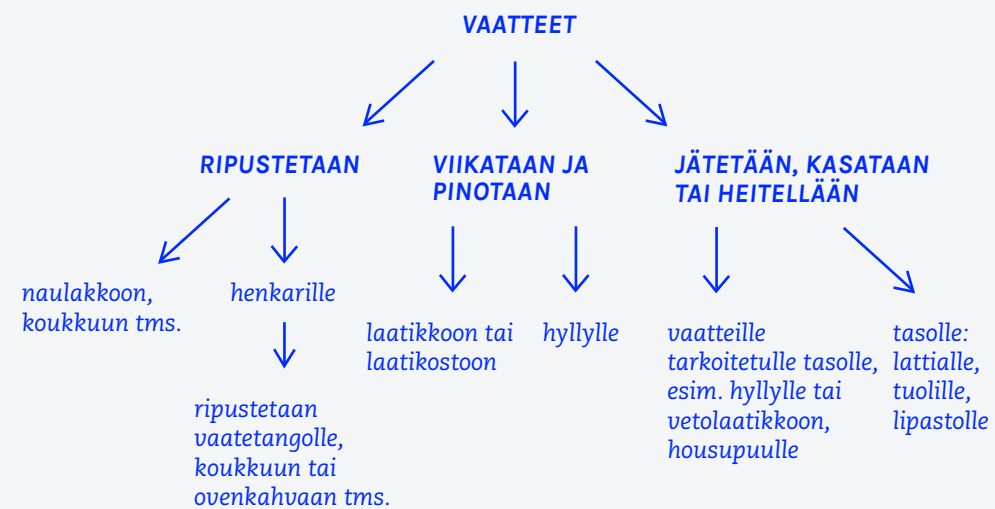 VAATTEET
RIPUSTETAAN
VIIKATAAN JA
PINOTAAN
JÄTETÄÄN, KASATAAN
TAI HEITELLÄÄN
naulakkoon,
koukkuun tms.
henkarille
ripustetaan
vaatetangolle,
koukkuun tai
ovenkahvaan tms.
laatikkoon tai
laatikostoon
hyllylle
vaatteille
tarkoitetulle tasolle,
esim. hyllylle tai
vetolaatikkoon,
housupuulle
tasolle:
lattialle,
tuolille,
lipastolle